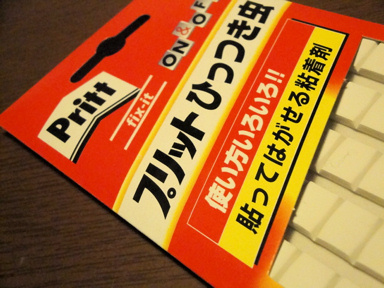 Pritt
fix-it
ON & OFF
プリットひっつき虫
使い方いろいろ!!
貼ってはがせる粘着剤